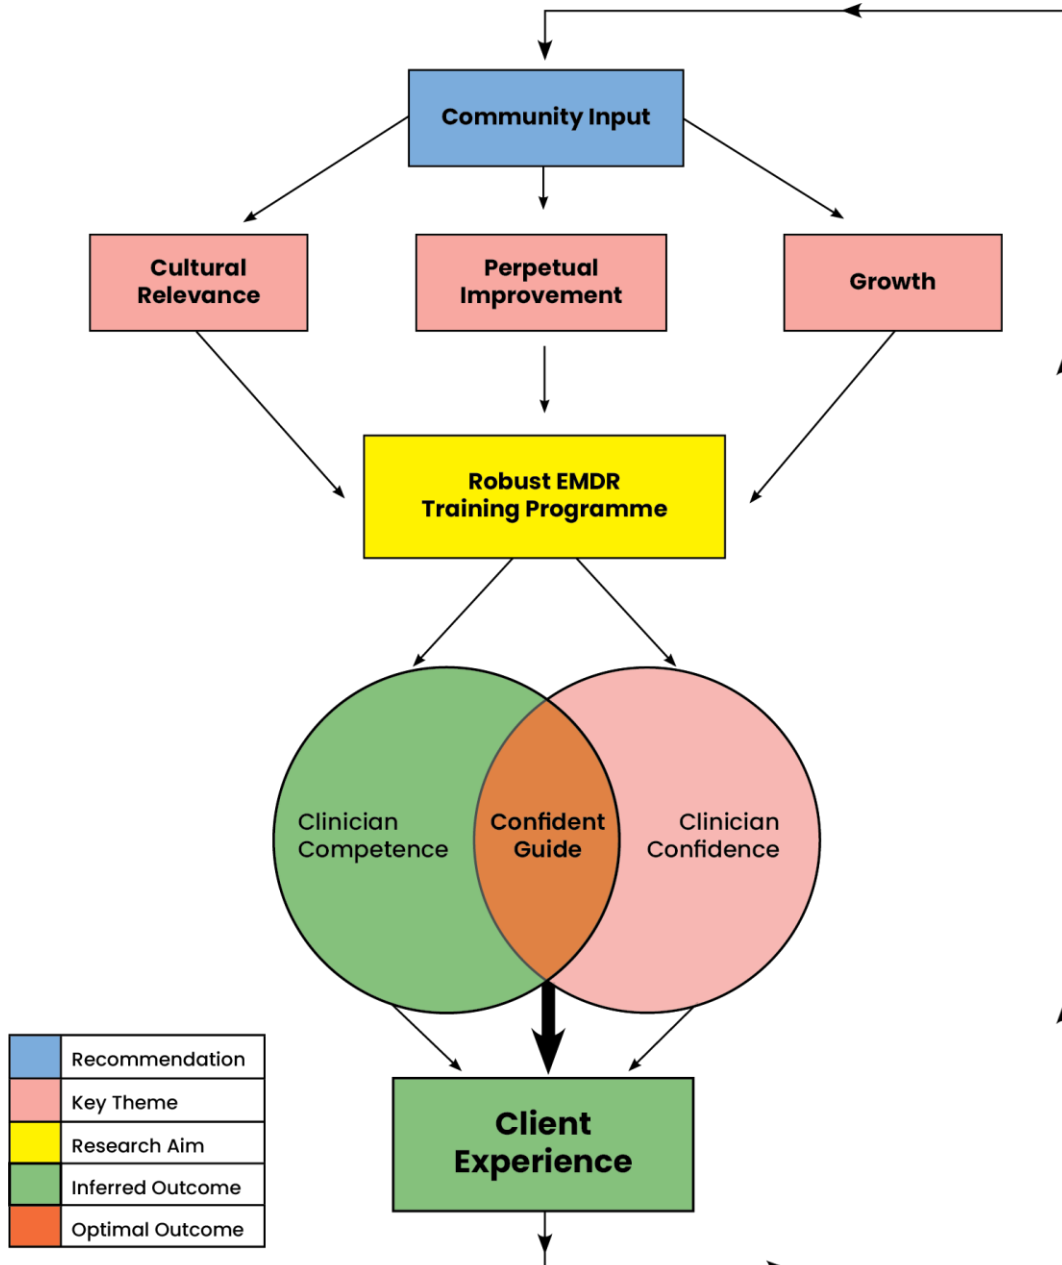 Community Input
Cultural
Relevance
Perpetual
Improvement
Growth
Robust EMDR
Training Programme
Clinician
Competence
Confident
Guide
Clinician
Confidence
Client
Experience
Recommendation
Key Theme
Research Aim
Inferred Outcome
Optimal Outcome